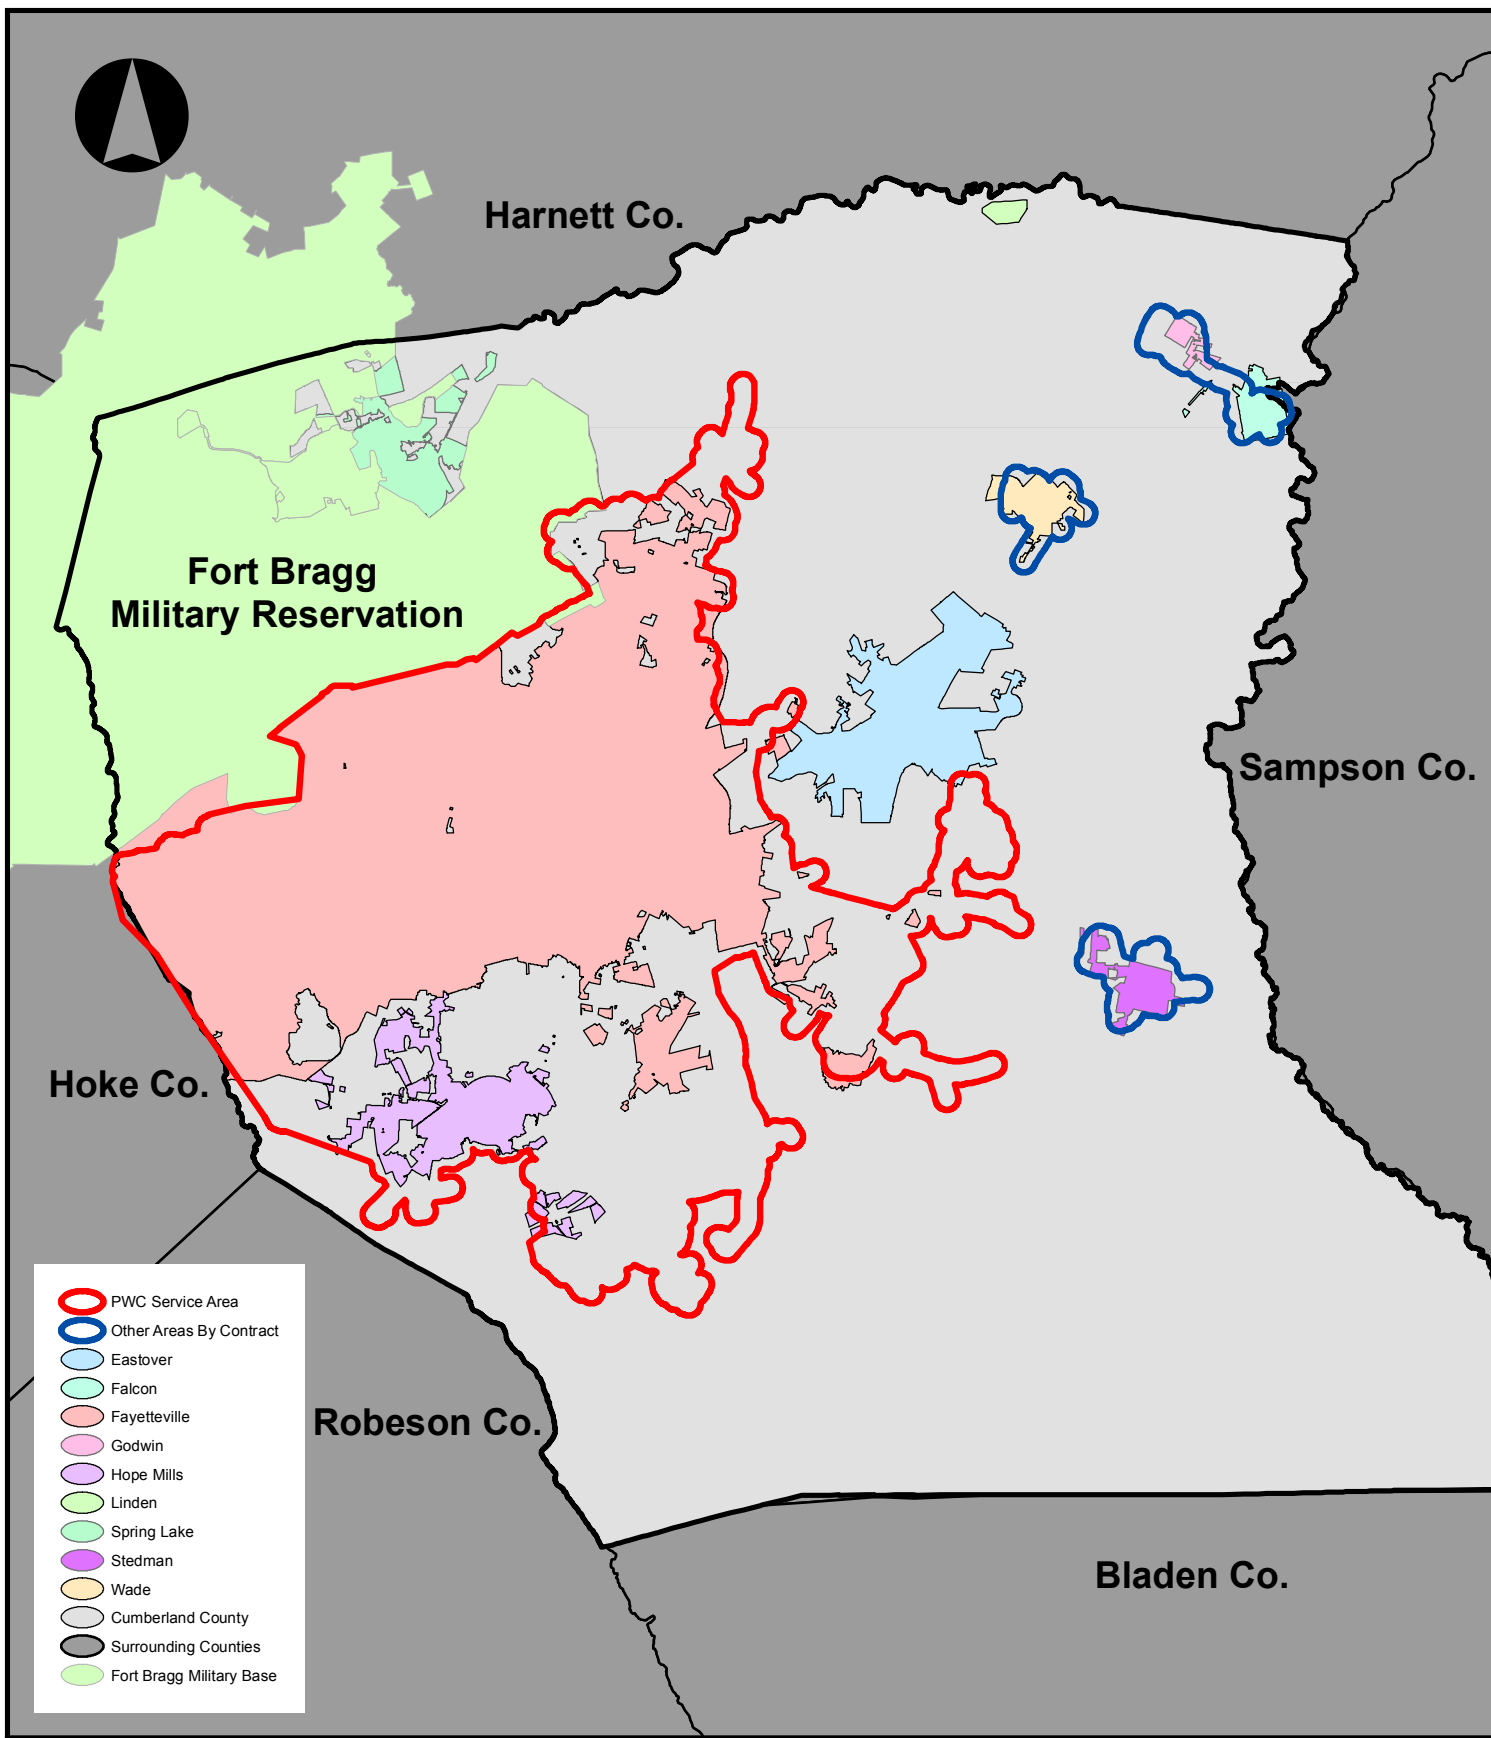 Harnett Co.
Fort Bragg
Military Reservation
Sampson Co.
Hoke Co.
Robeson Co.
Bladen Co.
PWC Service Area
Other Areas By Contract
Eastover
Falcon
Fayetteville
Godwin
Hope Mills
Linden
Spring Lake
Stedman
Wade
Cumberland County
Surrounding Counties
Fort Bragg Military Base